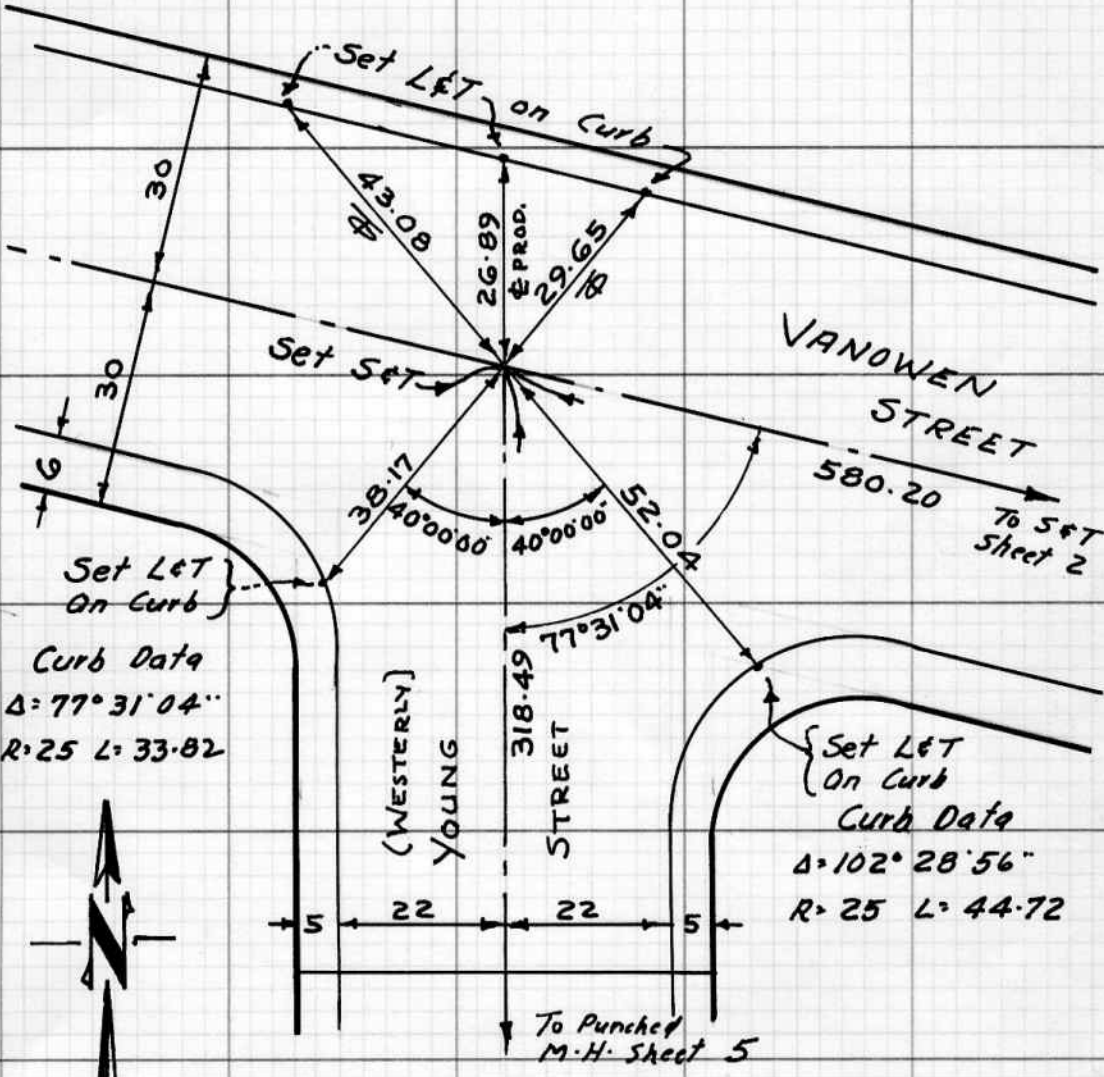 Set L&T on Curb
30
30
43.08
26.89
℄ PROD.
29.65
Set S&T
VANOWEN
STREET
580.20
To S&T
Sheet 2
6
38.17
40°00'00"
40°00'00"
52.04
77°31'04"
Set L&T
On Curb
Curb Data
Δ=77°31'04"
R=25 L=33.82
318.49
(WESTERLY)
YOUNG
STREET
Set L&T
On Curb
Curb Data
Δ=102°28'56"
R=25 L=44.72
N
5
22
22
5
To Punched
M.H. Sheet 5